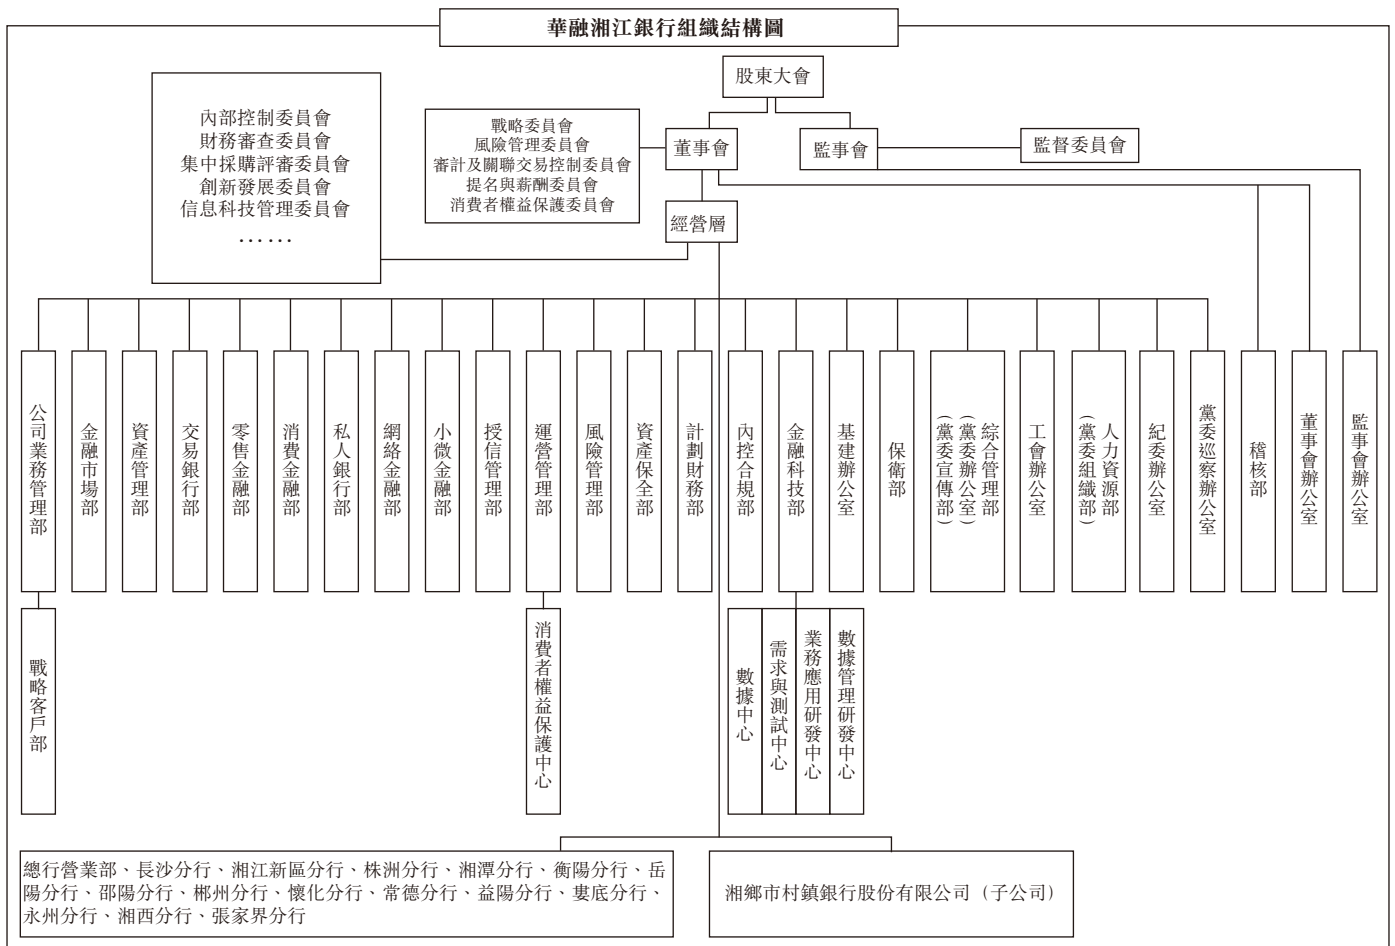 華融湘江銀行組織結構圖
股東大會
內部控制委員會
財務審查委員會
集中採購評審委員會
創新發展委員會
信息科技管理委員會
……
戰略委員會
風險管理委員會
審計及關聯交易控制委員會
提名與薪酬委員會
消費者權益保護委員會
董事會
監事會
監督委員會
經營層
公司業務管理部
金融市場部
資產管理部
交易銀行部
零售金融部
消費金融部
私人銀行部
網絡金融部
小微金融部
授信管理部
運營管理部
風險管理部
資產保全部
計劃財務部
內控合規部
金融科技部
基建辦公室
保衛部
綜合管理部
(黨委辦公室)
(黨委宣傳部)
工會辦公室
人力資源部
(黨委組織部)
紀委辦公室
黨委巡察辦公室
稽核部
董事會辦公室
監事會辦公室
戰略客戶部
消費者權益保護中心
數據中心
需求與測試中心
業務應用研發中心
數據管理研發中心
總行營業部、長沙分行、湘江新區分行、株洲分行、湘潭分行、衡陽分行、岳
陽分行、邵陽分行、郴州分行、懷化分行、常德分行、益陽分行、婁底分行、
永州分行、湘西分行、張家界分行
湘鄉市村鎮銀行股份有限公司（子公司）